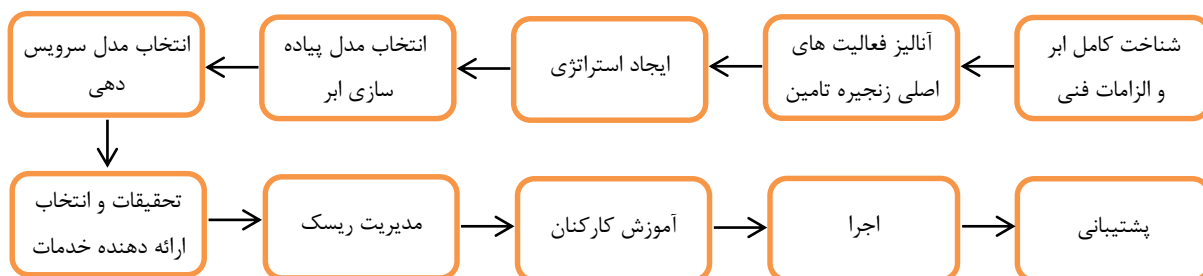 شناخت کامل ابر
و الزامات فنی
آنالیز فعالیت های
اصلی زنجیره تامین
ایجاد استراتژی
انتخاب مدل پیاده
سازی ابر
انتخاب مدل سرویس
دهی
تحقیقات و انتخاب
ارائه دهنده خدمات
مدیریت ریسک
آموزش کارکنان
اجرا
پشتیبانی